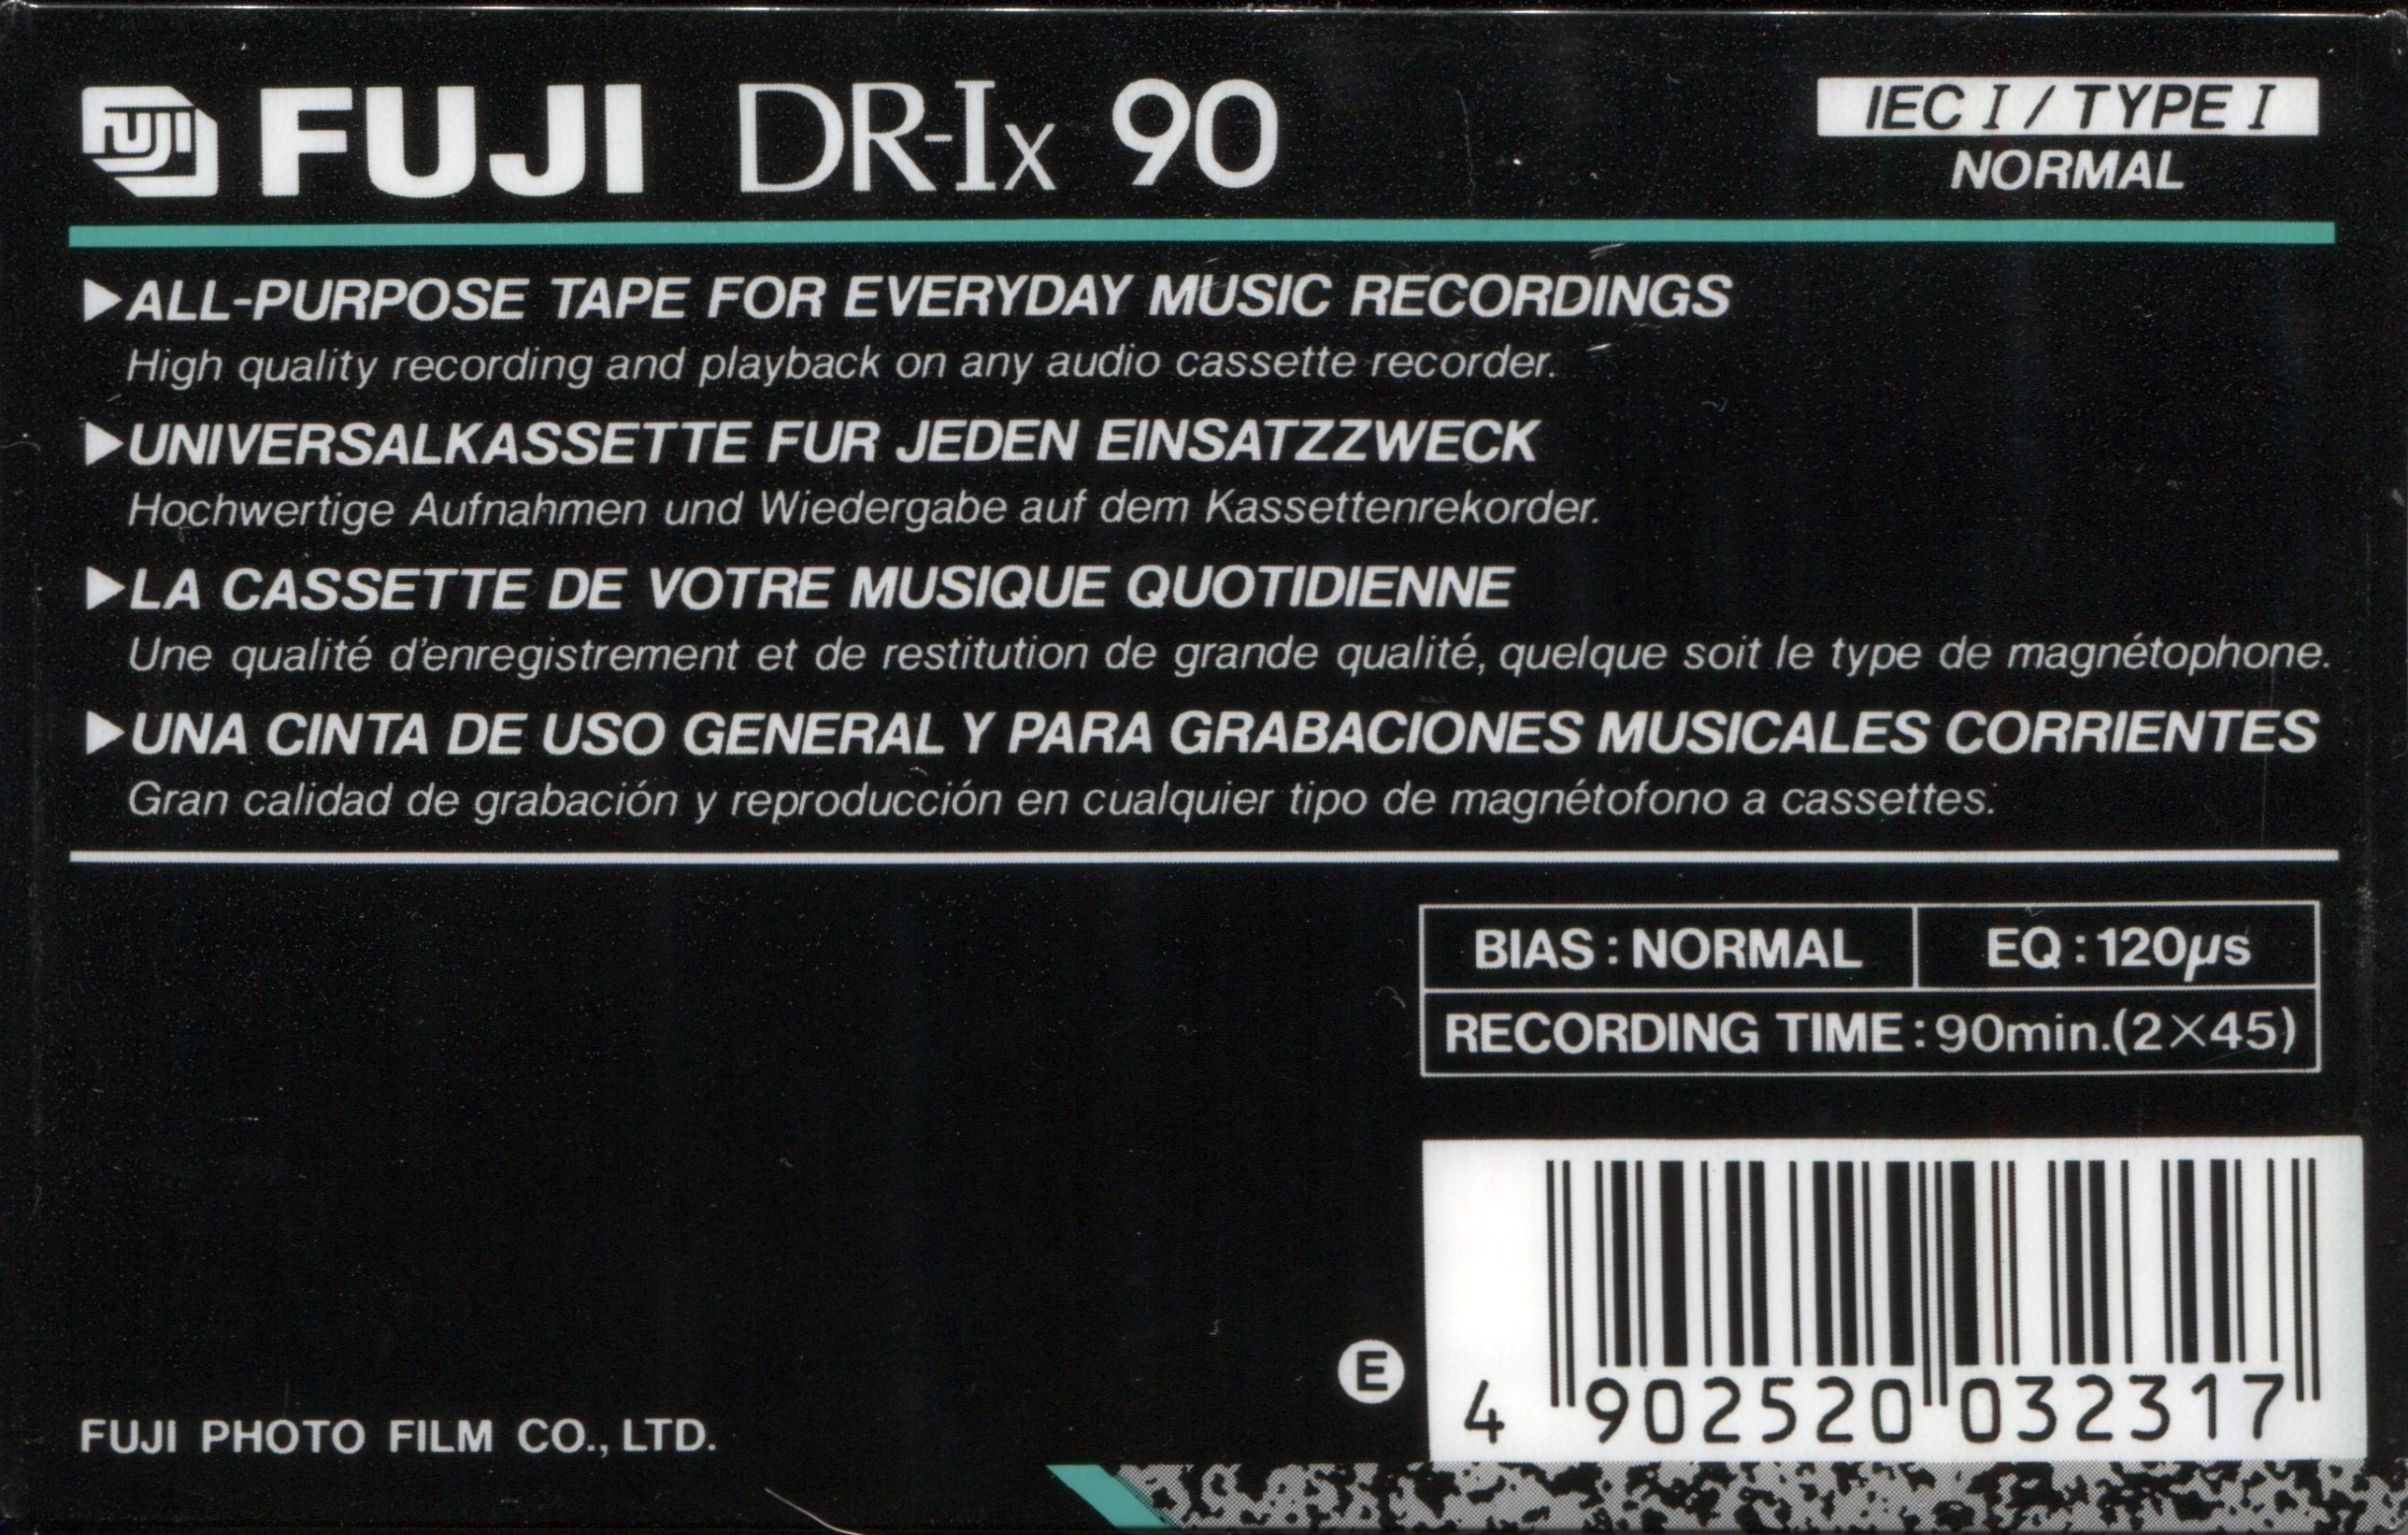 FUJI FUJI DR-Ix 90
IEC I / TYPE I
NORMAL
▶ALL-PURPOSE TAPE FOR EVERYDAY MUSIC RECORDINGS
High quality recording and playback on any audio cassette recorder.
▶UNIVERSALKASSETTE FUR JEDEN EINSATZZWECK
Hochwertige Aufnahmen und Wiedergabe auf dem Kassettenrekorder.
▶LA CASSETTE DE VOTRE MUSIQUE QUOTIDIENNE
Une qualité d'enregistrement et de restitution de grande qualité, quelque soit le type de magnétophone.
▶UNA CINTA DE USO GENERAL Y PARA GRABACIONES MUSICALES CORRIENTES
Gran calidad de grabación y reproducción en cualquier tipo de magnétofono a cassettes.
BIAS : NORMAL EQ : 120µs
RECORDING TIME : 90min.(2×45)
E
4 902520 032317
FUJI PHOTO FILM CO., LTD.